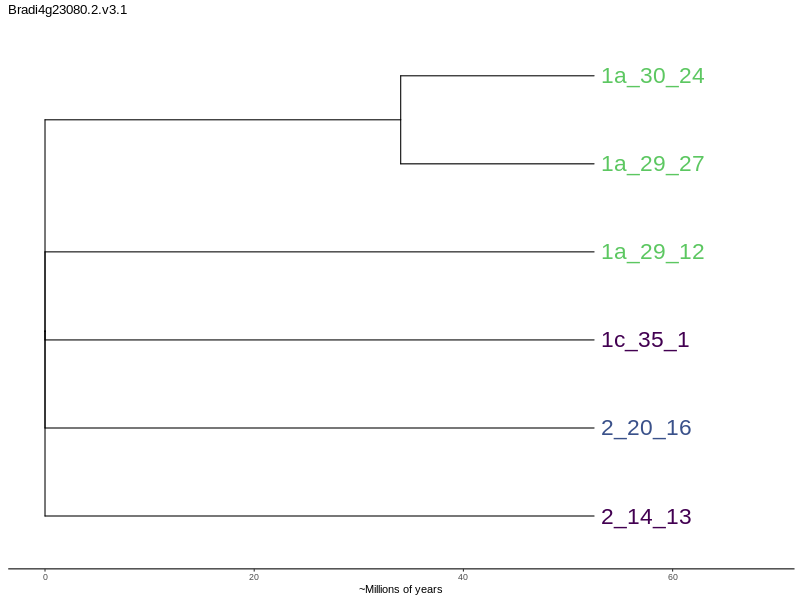 Bradi4g23080.2.v3.1
1a_30_24
1a_29_27
1a_29_12
1c_35_1
2_20_16
2_14_13
0 20 40 60
~Millions of years